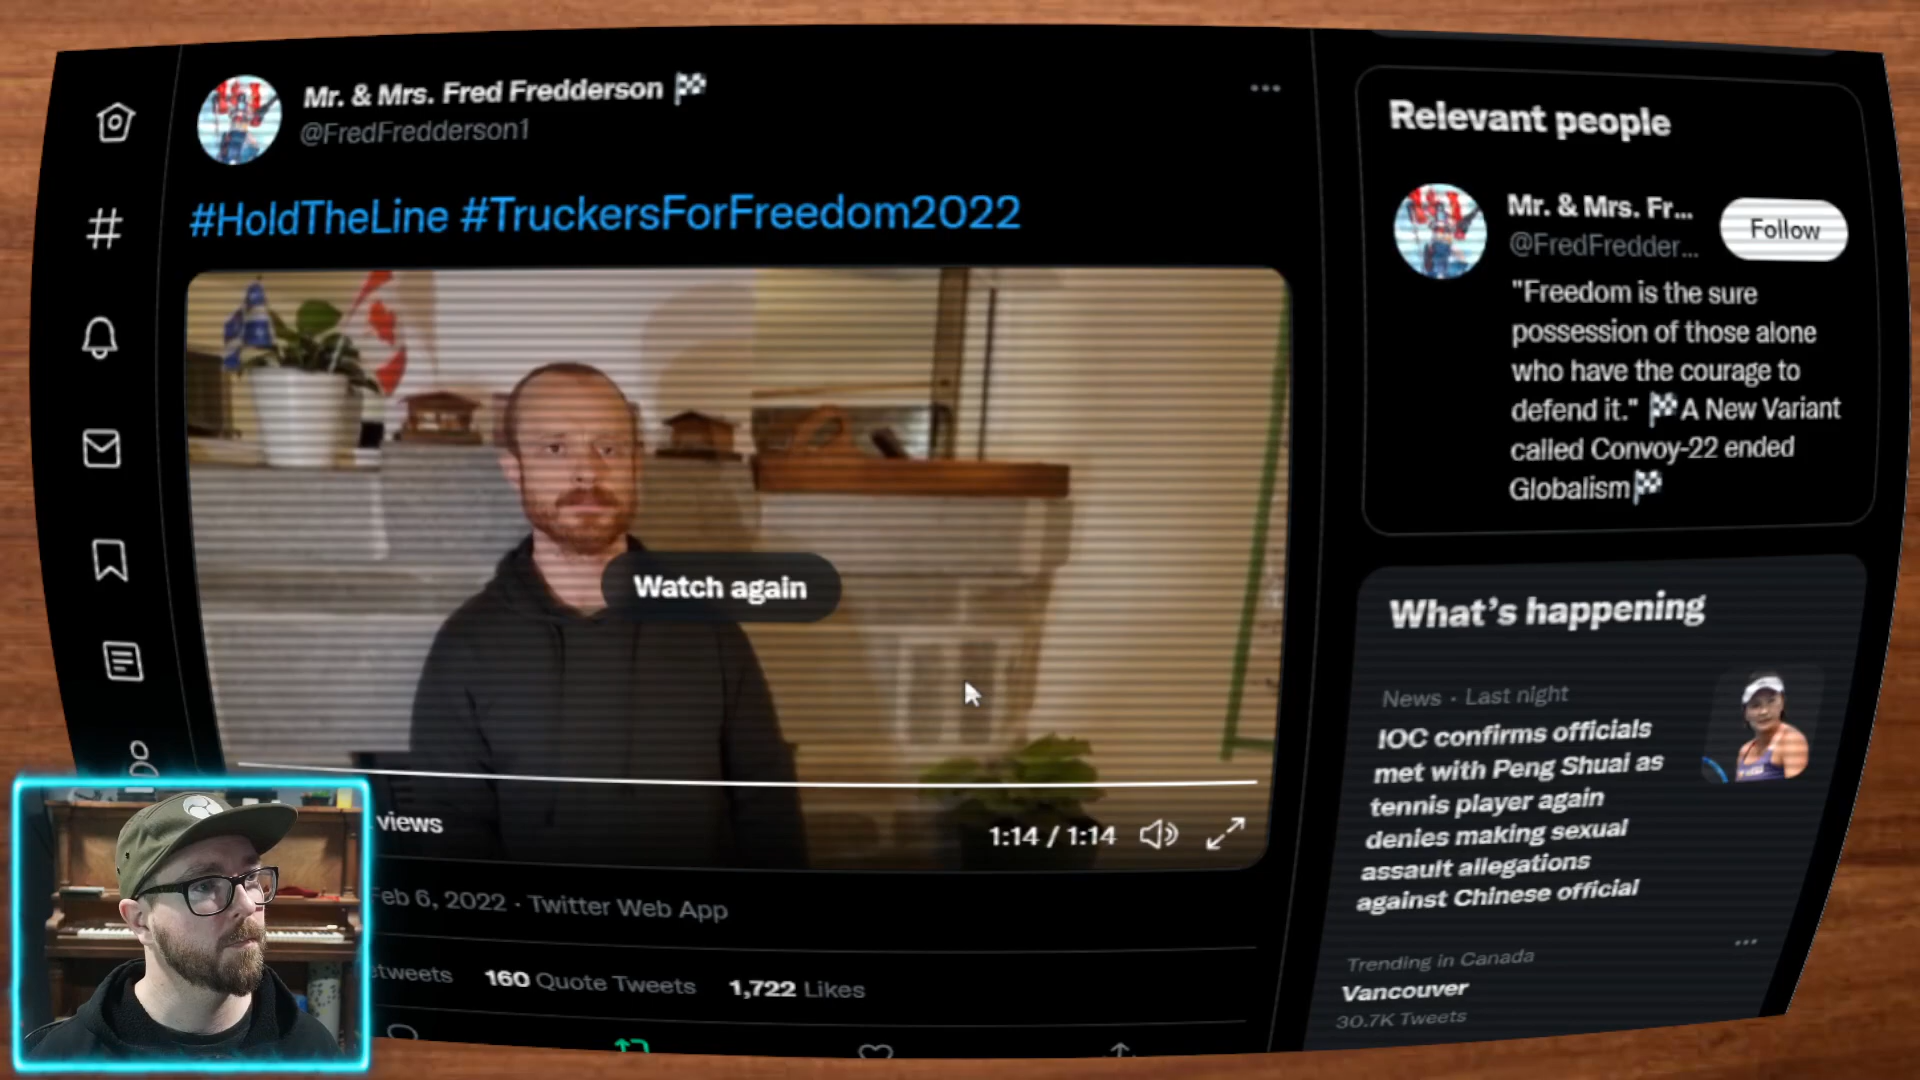 Mr. & Mrs. Fred Fredderson
@FredFredderson1
#HoldTheLine #TruckersForFreedom2022
Watch again
views
1:14 / 1:14
Feb 6, 2022 · Twitter Web App
etweets 160 Quote Tweets 1,722 Likes
Relevant people
Mr. & Mrs. Fr...
@FredFredder...
Follow
"Freedom is the sure
possession of those alone
who have the courage to
defend it." 🏁A New Variant
called Convoy-22 ended
Globalism🏁
What's happening
News · Last night
IOC confirms officials
met with Peng Shuai as
tennis player again
denies making sexual
assault allegations
against Chinese official
Trending in Canada
Vancouver
30.7K Tweets